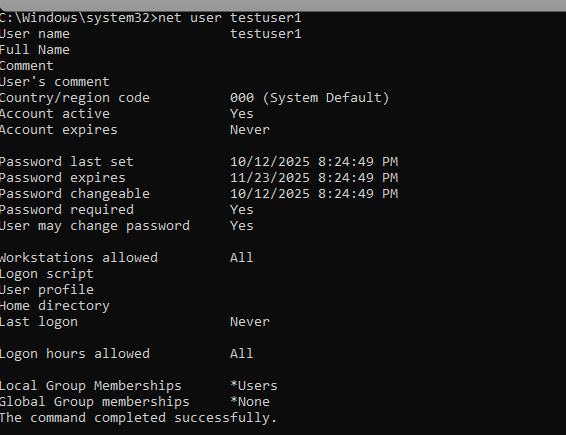 C:\Windows\system32>net user testuser1
User name                    testuser1
Full Name
Comment
User's comment
Country/region code          000 (System Default)
Account active               Yes
Account expires              Never

Password last set            10/12/2025 8:24:49 PM
Password expires             11/23/2025 8:24:49 PM
Password changeable          10/12/2025 8:24:49 PM
Password required            Yes
User may change password     Yes

Workstations allowed         All
Logon script
User profile
Home directory
Last logon                   Never

Logon hours allowed          All

Local Group Memberships      *Users
Global Group memberships     *None
The command completed successfully.